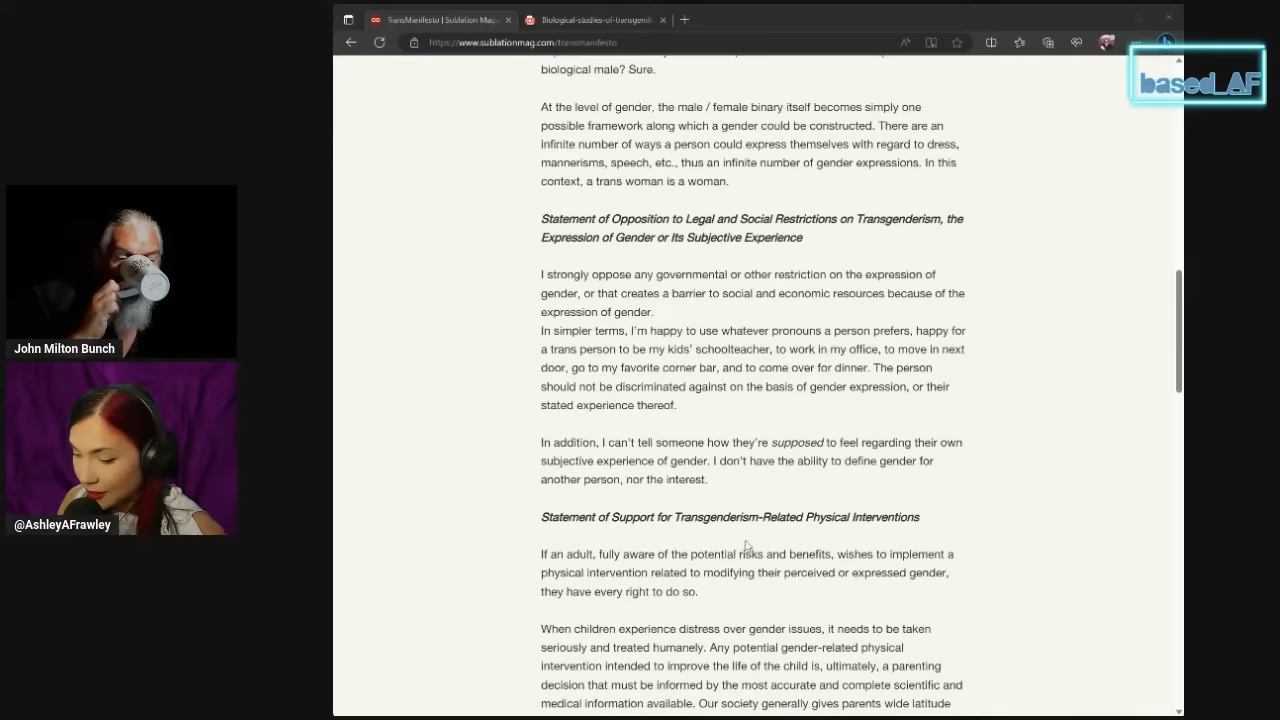 TransManifesto | Sublation Mag
Biological-studies-of-transgend
https://www.sublationmag.com/transmanifesto
based_AF
biological male? Sure.
At the level of gender, the male / female binary itself becomes simply one
possible framework along which a gender could be constructed. There are an
infinite number of ways a person could express themselves with regard to dress,
mannerisms, speech, etc., thus an infinite number of gender expressions. In this
context, a trans woman is a woman.
Statement of Opposition to Legal and Social Restrictions on Transgenderism, the
Expression of Gender or Its Subjective Experience
I strongly oppose any governmental or other restriction on the expression of
gender, or that creates a barrier to social and economic resources because of the
expression of gender.
In simpler terms, I'm happy to use whatever pronouns a person prefers, happy for
a trans person to be my kids' schoolteacher, to work in my office, to move in next
door, go to my favorite corner bar, and to come over for dinner. The person
should not be discriminated against on the basis of gender expression, or their
stated experience thereof.
In addition, I can't tell someone how they're supposed to feel regarding their own
subjective experience of gender. I don't have the ability to define gender for
another person, nor the interest.
Statement of Support for Transgenderism-Related Physical Interventions
If an adult, fully aware of the potential risks and benefits, wishes to implement a
physical intervention related to modifying their perceived or expressed gender,
they have every right to do so.
When children experience distress over gender issues, it needs to be taken
seriously and treated humanely. Any potential gender-related physical
intervention intended to improve the life of the child is, ultimately, a parenting
decision that must be informed by the most accurate and complete scientific and
medical information available. Our society generally gives parents wide latitude
John Milton Bunch
@AshleyAFrawley